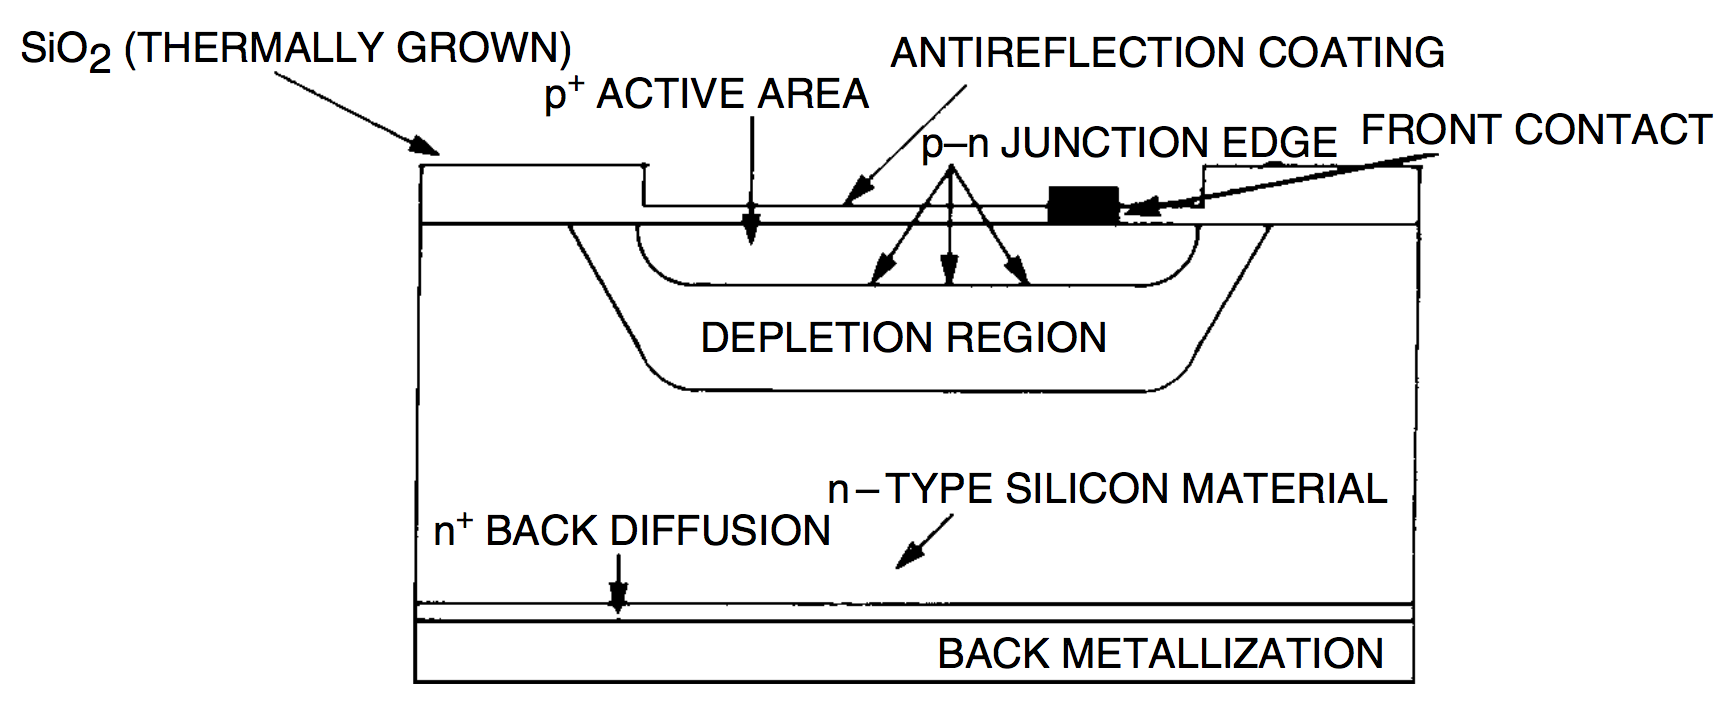 SiO2 (THERMALLY GROWN)
ANTIREFLECTION COATING
p+ ACTIVE AREA
p–n JUNCTION EDGE
FRONT CONTACT
DEPLETION REGION
n–TYPE SILICON MATERIAL
n+ BACK DIFFUSION
BACK METALLIZATION